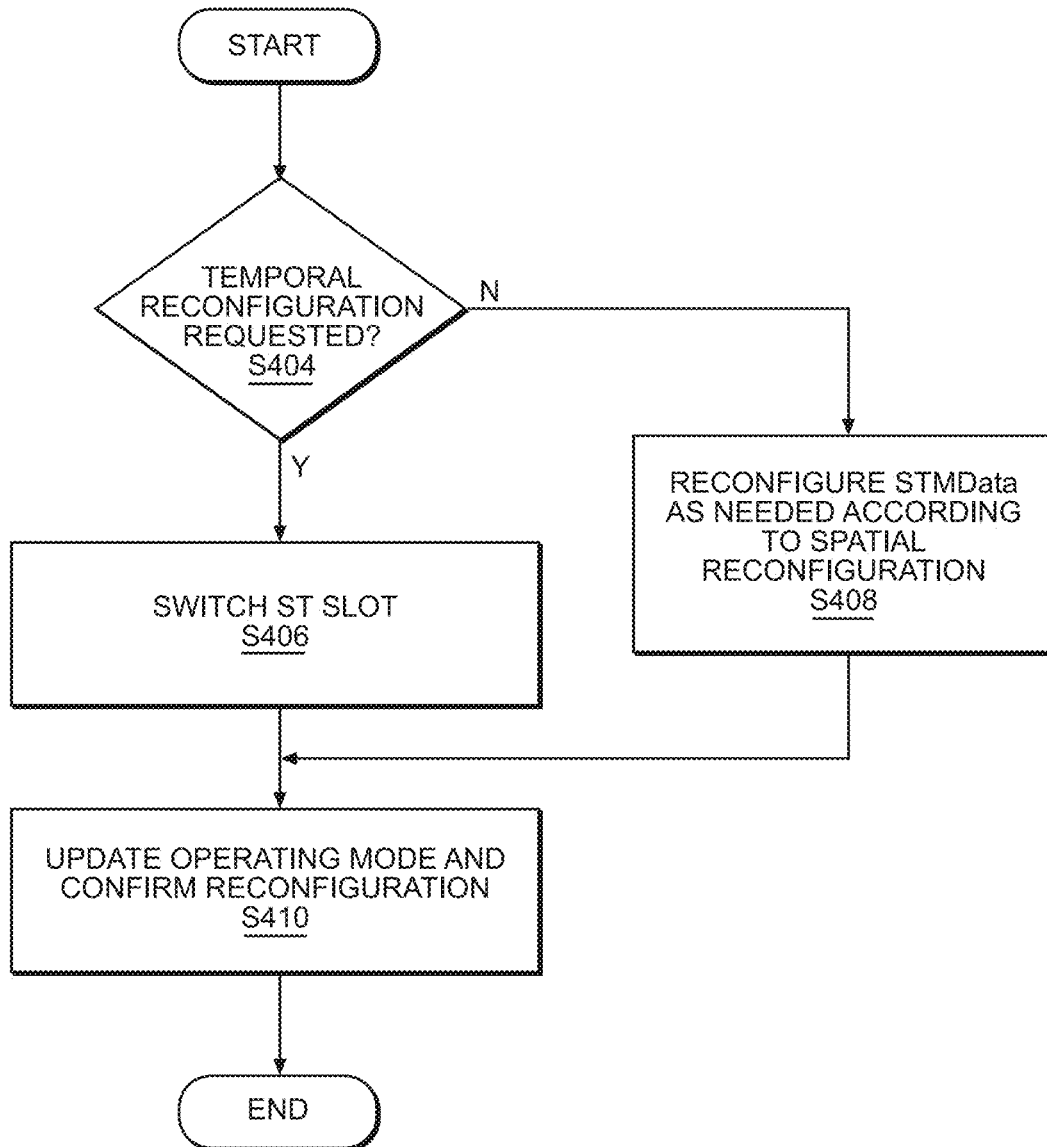 START
TEMPORAL
RECONFIGURATION
REQUESTED?
S404
N
Y
RECONFIGURE STMData
AS NEEDED ACCORDING
TO SPATIAL
RECONFIGURATION
S408
SWITCH ST SLOT
S406
UPDATE OPERATING MODE AND
CONFIRM RECONFIGURATION
S410
END